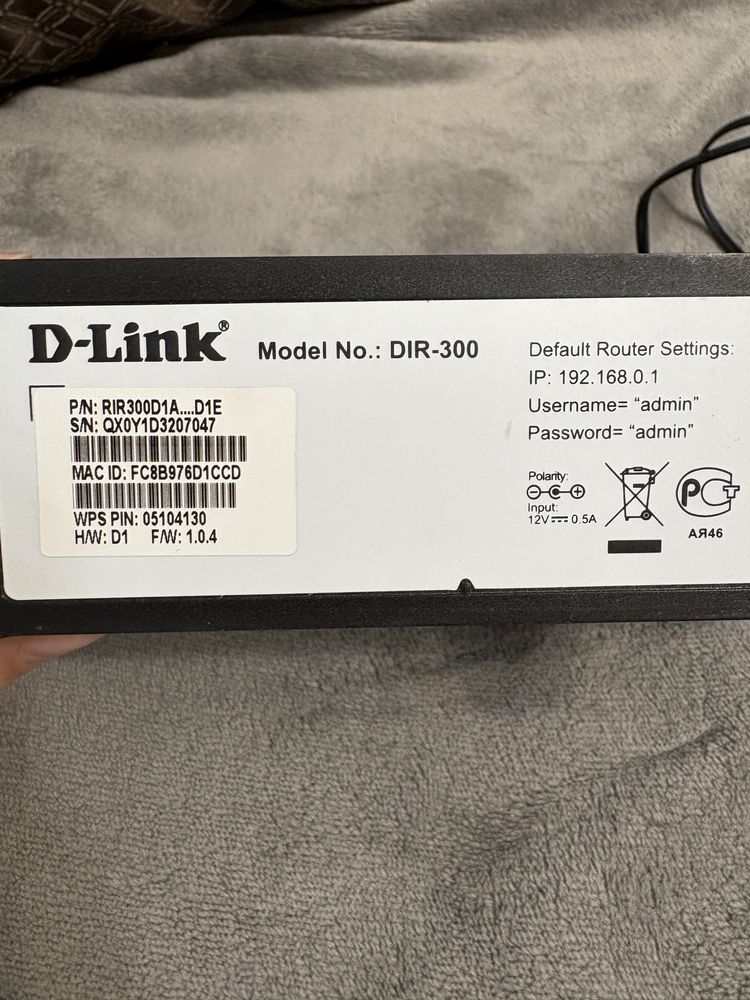 D-Link®
Model No.: DIR-300
Default Router Settings:
IP: 192.168.0.1
Username= “admin”
Password= “admin”
P/N: RIR300D1A....D1E
S/N: QX0Y1D3207047
MAC ID: FC8B976D1CCD
WPS PIN: 05104130
H/W: D1 F/W: 1.0.4
Polarity:
Input:
12V⎓0.5A
РСТ
АЯ46